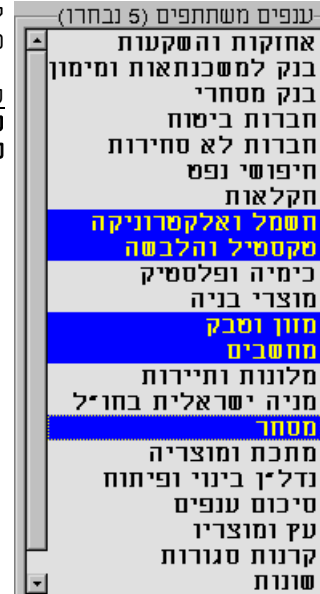 ענפים משתתפים (5 נבחרו)
אחזקות והשקעות
בנק למשכנתאות ומימון
בנק מסחרי
חברות ביטוח
חברות לא סחירות
חיפושי נפט
חקלאות
חשמל ואלקטרוניקה
טקסטיל והלבשה
כימיה ופלסטיק
מוצרי בניה
מזון וטבק
מחשבים
מלונות ותיירות
מניה ישראלית בחו"ל
מסחר
מתכת ומוצריה
נדל"ן בינוי ופיתוח
סיכום ענפים
עץ ומוצריו
קרנות סגורות
שונות